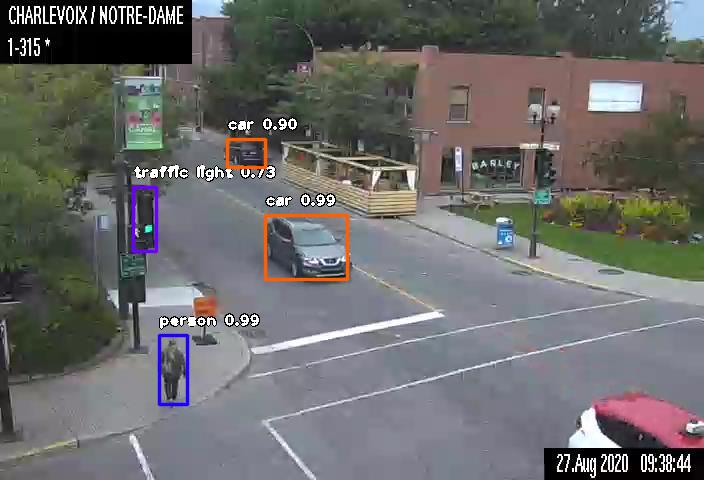 CHARLEVOIX / NOTRE-DAME
1-315 *
car 0.90
traffic light 0.73
car 0.99
BARLEY
person 0.99
27.Aug 2020 09:38:44